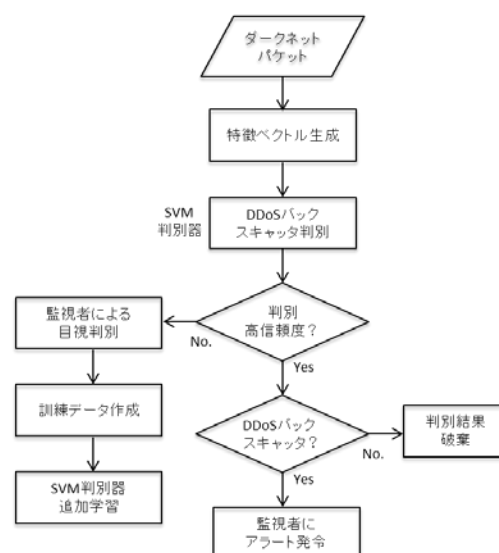 ダークネット
パケット
特徴ベクトル生成
SVM
判別器
DDoSバック
スキャッタ判別
判別
高信頼度？
No.
Yes
監視者による
目視判別
訓練データ作成
SVM判別器
追加学習
DDoSバック
スキャッタ？
No.
Yes
判別結果
破棄
監視者に
アラート発令